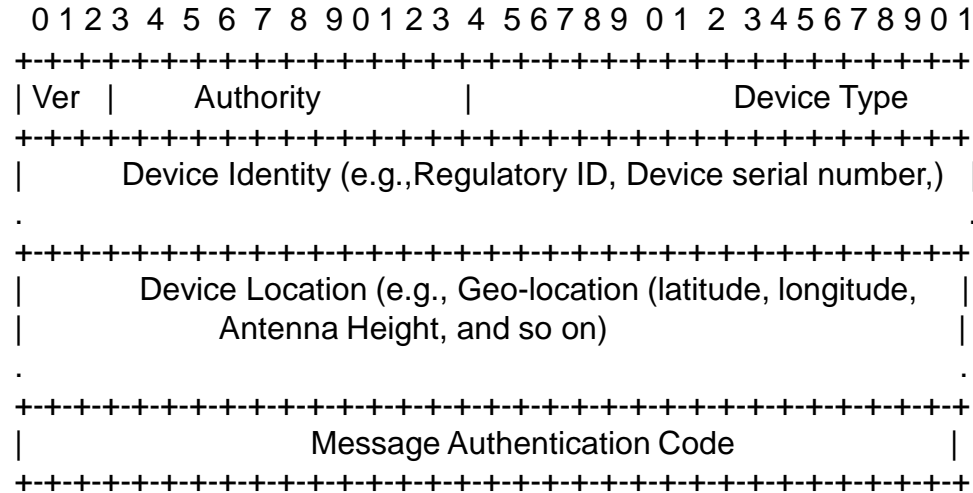 0 1 2 3 4 5 6 7 8 9 0 1 2 3 4 5 6 7 8 9 0 1 2 3 4 5 6 7 8 9 0 1
+-+-+-+-+-+-+-+-+-+-+-+-+-+-+-+-+-+-+-+-+-+-+-+-+-+-+-+-+-+-+-+-+
| Ver | Authority | Device Type
+-+-+-+-+-+-+-+-+-+-+-+-+-+-+-+-+-+-+-+-+-+-+-+-+-+-+-+-+-+-+-+-+
| Device Identity (e.g.,Regulatory ID, Device serial number,) |
. .
+-+-+-+-+-+-+-+-+-+-+-+-+-+-+-+-+-+-+-+-+-+-+-+-+-+-+-+-+-+-+-+-+
| Device Location (e.g., Geo-location (latitude, longitude, |
| Antenna Height, and so on) |
. .
+-+-+-+-+-+-+-+-+-+-+-+-+-+-+-+-+-+-+-+-+-+-+-+-+-+-+-+-+-+-+-+-+
| Message Authentication Code |
+-+-+-+-+-+-+-+-+-+-+-+-+-+-+-+-+-+-+-+-+-+-+-+-+-+-+-+-+-+-+-+-+